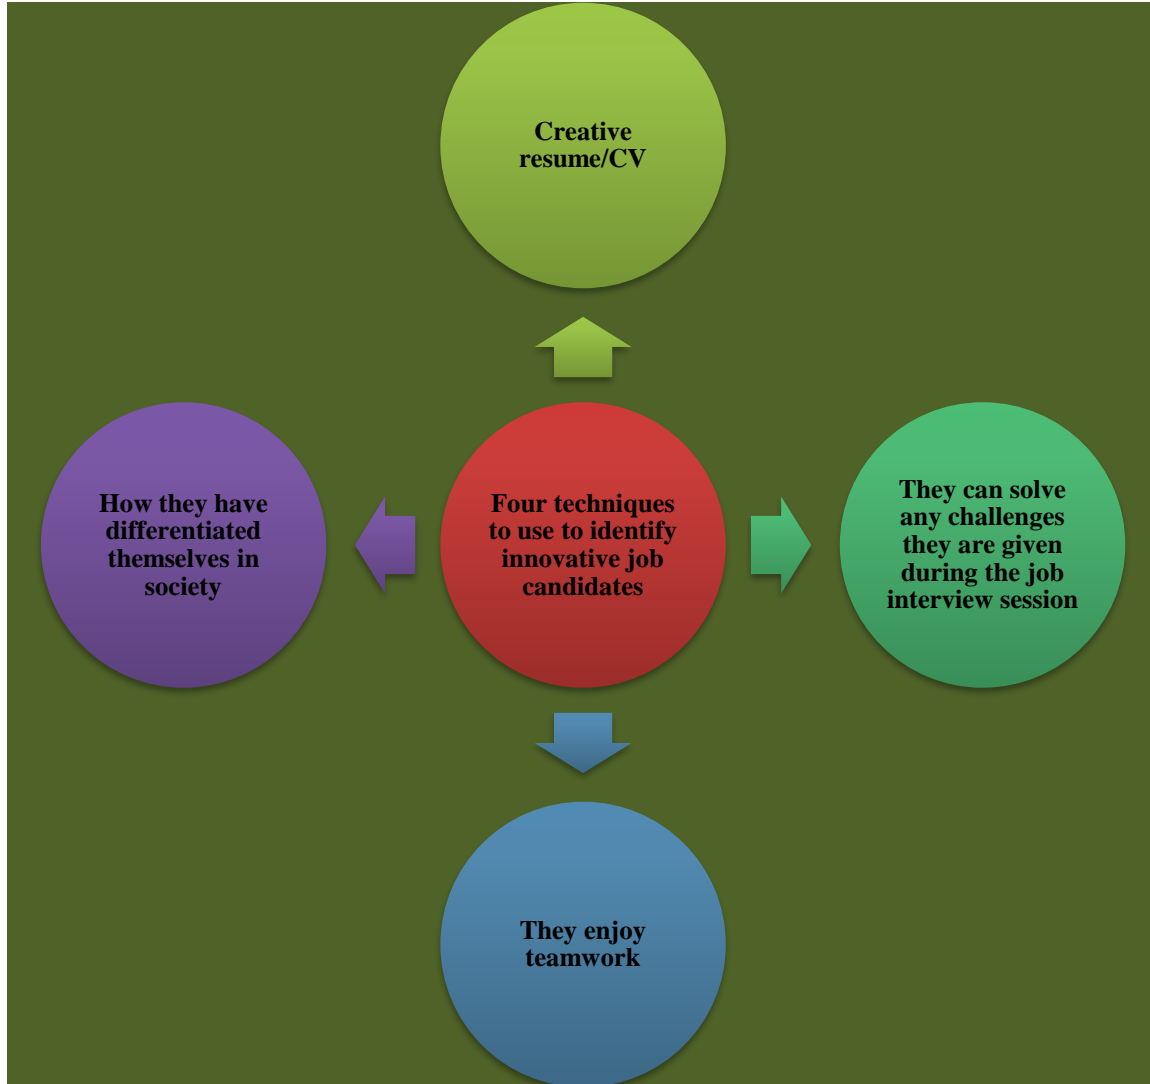 Creative
resume/CV
How they have
differentiated
themselves in
society
Four techniques
to use to identify
innovative job
candidates
They can solve
any challenges
they are given
during the job
interview session
They enjoy
teamwork